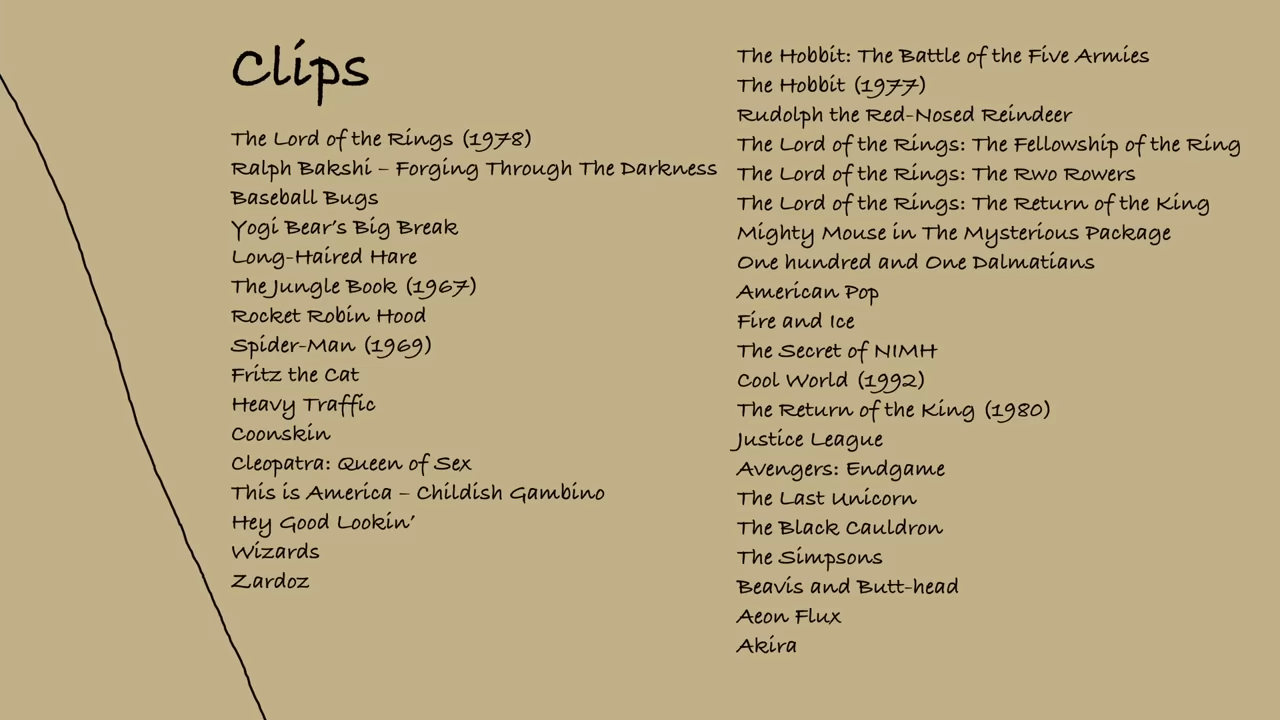 Clips
The Lord of the Rings (1978)
Ralph Bakshi – Forging Through The Darkness
Baseball Bugs
Yogi Bear's Big Break
Long-Haired Hare
The Jungle Book (1967)
Rocket Robin Hood
Spider-Man (1969)
Fritz the Cat
Heavy Traffic
Coonskin
Cleopatra: Queen of Sex
This is America – Childish Gambino
Hey Good Lookin'
Wizards
Zardoz
The Hobbit: The Battle of the Five Armies
The Hobbit (1977)
Rudolph the Red-Nosed Reindeer
The Lord of the Rings: The Fellowship of the Ring
The Lord of the Rings: The Rwo Rowers
The Lord of the Rings: The Return of the King
Mighty Mouse in The Mysterious Package
One hundred and One Dalmatians
American Pop
Fire and Ice
The Secret of NIMH
Cool World (1992)
The Return of the King (1980)
Justice League
Avengers: Endgame
The Last Unicorn
The Black Cauldron
The Simpsons
Beavis and Butt-head
Aeon Flux
Akira